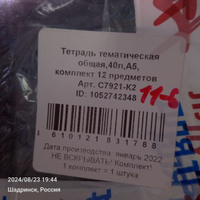 Тетрадь тематическая
общая,40л,А5,
комплект 12 предметов
Арт. С7921-К2
ID: 1052742348
11-6
8 610121 831788
Дата производства: январь 2022
НЕ ВСКРЫВАТЬ! Комплект!
1 комплект = 1 штука
2024/08/23 19:44
Шадринск, Россия